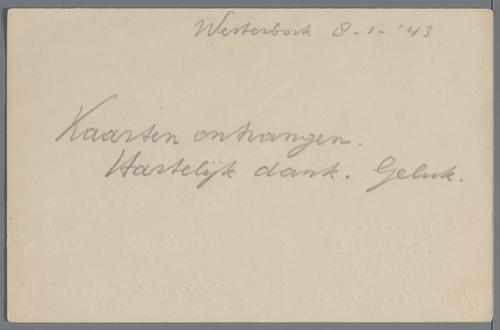 Westerbork 8-1-'43
Kaarten ontvangen.
Hartelijk dank. Geluk.